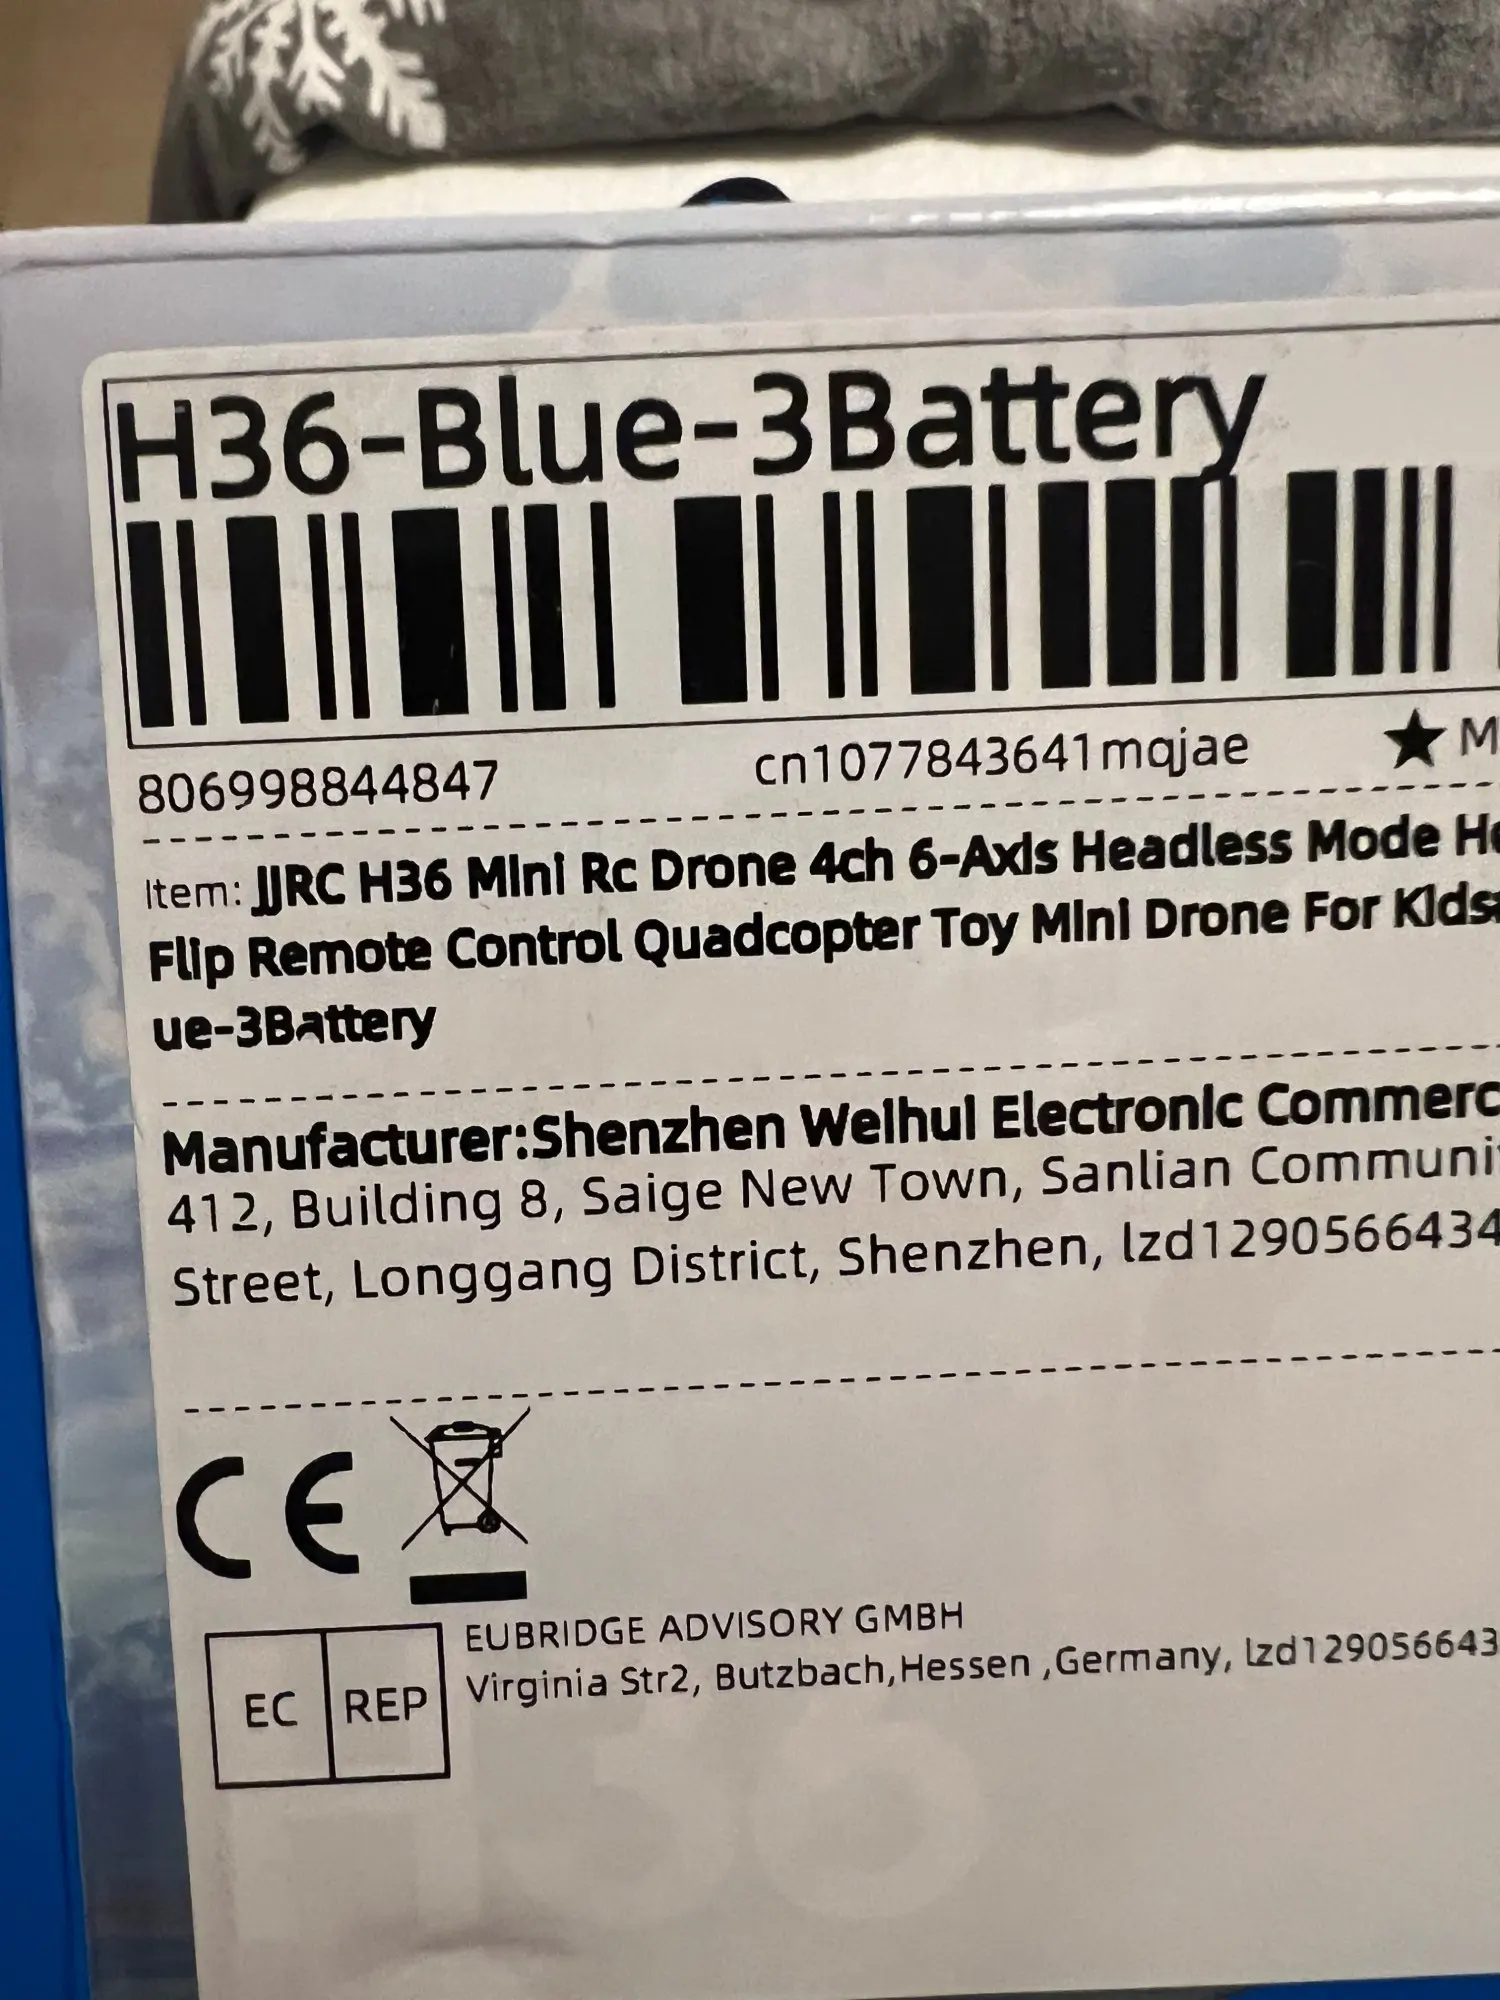 H36-Blue-3Battery
806998844847 cn1077843641mqjae ★ M
Item: JJRC H36 Mini Rc Drone 4ch 6-Axis Headless Mode
Flip Remote Control Quadcopter Toy Mini Drone For Kids
ue-3Battery
Manufacturer:Shenzhen Weihui Electronic Commerc
412, Building 8, Saige New Town, Sanlian Communi
Street, Longgang District, Shenzhen, lzd1290566434
CE
EUBRIDGE ADVISORY GMBH
Virginia Str2, Butzbach,Hessen ,Germany, lzd129056643
EC REP
H36